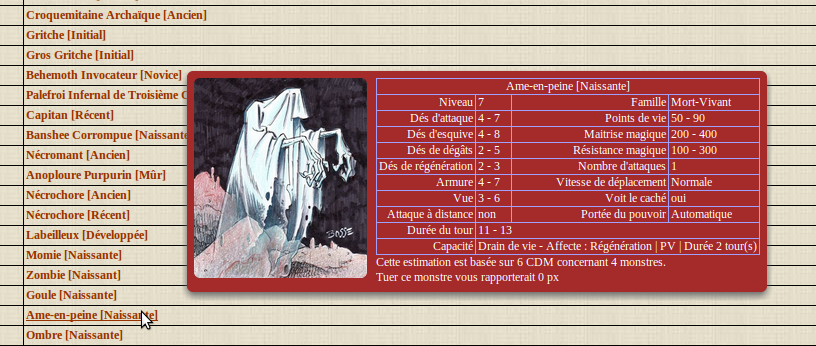 Croquemitaine Archaïque [Ancien]
Gritche [Initial]
Gros Gritche [Initial]
Behemoth Invocateur [Novice]
Palefroi Infernal de Troisième C
Capitan [Récent]
Banshee Corrompue [Naissante
Nécromant [Ancien]
Anoploure Purpurin [Mûr]
Nécrochore [Ancien]
Nécrochore [Récent]
Labeilleux [Développée]
Momie [Naissante]
Zombie [Naissant]
Goule [Naissante]
Ame-en-peine [Naissante]
Ombre [Naissante]
BOSSE
Ame-en-peine [Naissante]
Niveau 7 Famille Mort-Vivant
Dés d'attaque 4 - 7 Points de vie 50 - 90
Dés d'esquive 4 - 8 Maitrise magique 200 - 400
Dés de dégâts 2 - 5 Résistance magique 100 - 300
Dés de régénération 2 - 3 Nombre d'attaques 1
Armure 4 - 7 Vitesse de déplacement Normale
Vue 3 - 6 Voit le caché oui
Attaque à distance non Portée du pouvoir Automatique
Durée du tour 11 - 13
Capacité Drain de vie - Affecte : Régénération | PV | Durée 2 tour(s)
Cette estimation est basée sur 6 CDM concernant 4 monstres.
Tuer ce monstre vous rapporterait 0 px